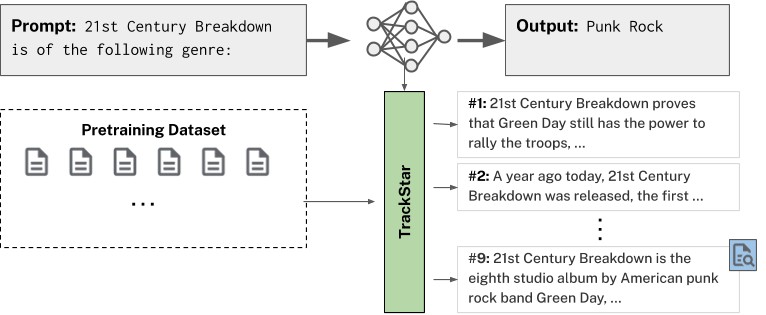 Prompt: 21st Century Breakdown
is of the following genre:
Output: Punk Rock
Pretraining Dataset
...
TrackStar
#1: 21st Century Breakdown proves
that Green Day still has the power to
rally the troops, ...
#2: A year ago today, 21st Century
Breakdown was released, the first ...
#9: 21st Century Breakdown is the
eighth studio album by American punk
rock band Green Day, ...